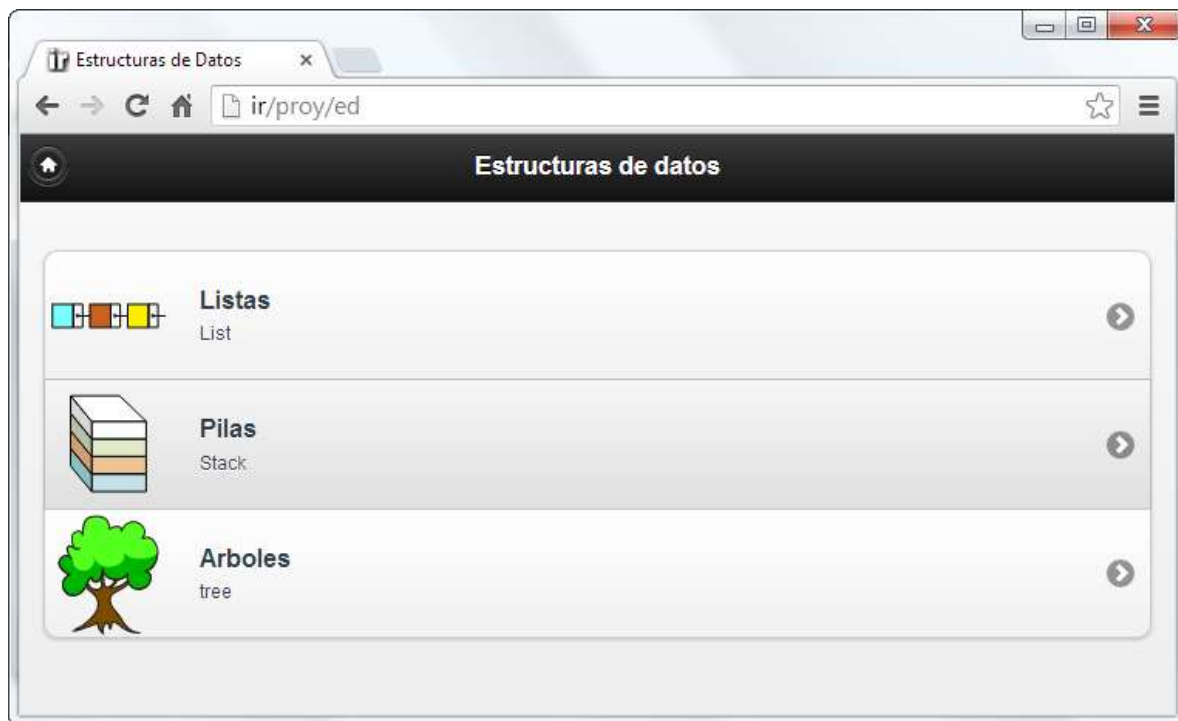 Estructuras de Datos
ir/proy/ed
Estructuras de datos
Listas
List
Pilas
Stack
Arboles
tree